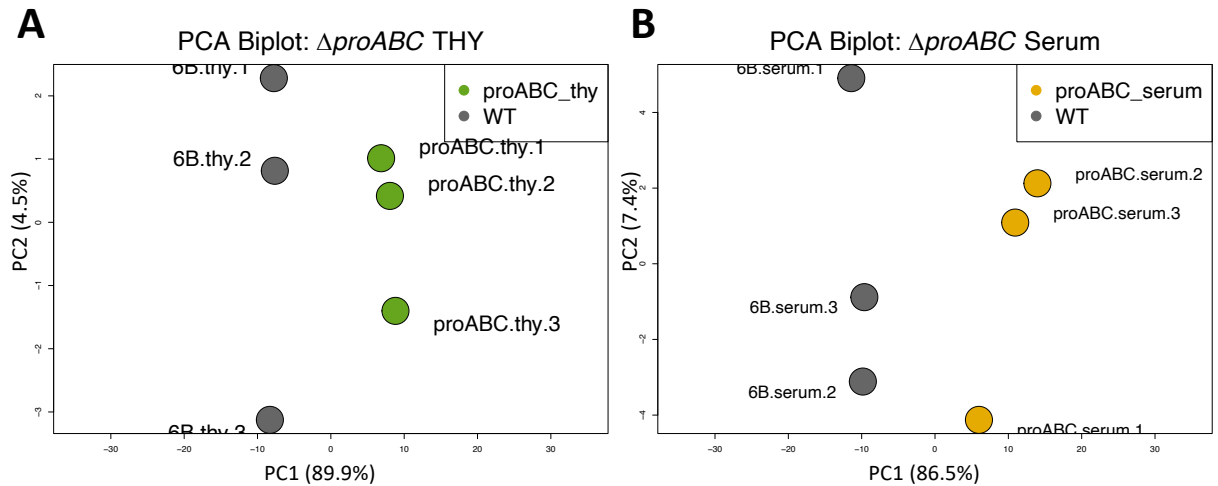 A
PCA Biplot: ΔproABC THY
6B.thy.1
proABC_thy
WT
6B.thy.2
proABC.thy.1
proABC.thy.2
proABC.thy.3
6B.thy.3
PC2 (4.5%)
2
1
0
−1
−2
−3
−30
−20
−10
0
10
20
30
PC1 (89.9%)
B
PCA Biplot: ΔproABC Serum
6B.serum.1
proABC_serum
WT
proABC.serum.2
proABC.serum.3
6B.serum.3
6B.serum.2
proABC.serum.1
PC2 (7.4%)
4
2
0
−2
−4
−30
−20
−10
0
10
20
30
PC1 (86.5%)